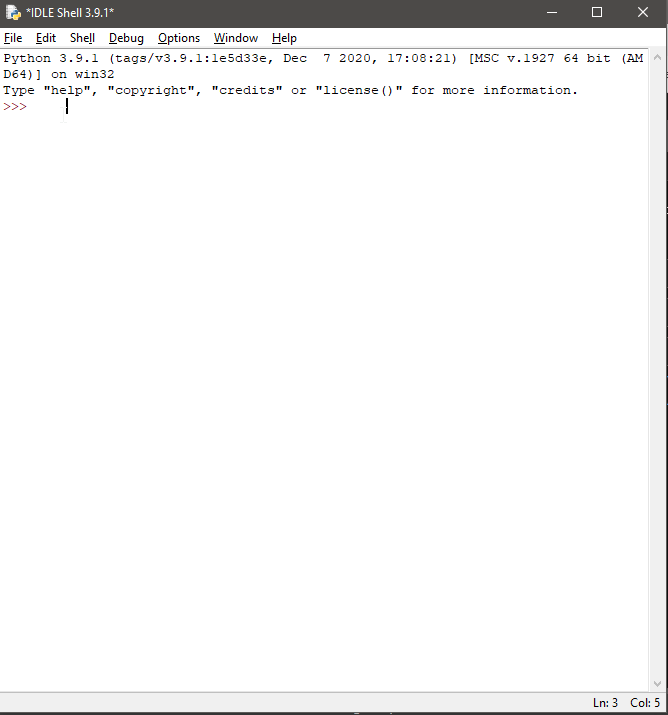 *IDLE Shell 3.9.1*
File Edit Shell Debug Options Window Help
Python 3.9.1 (tags/v3.9.1:1e5d33e, Dec  7 2020, 17:08:21) [MSC v.1927 64 bit (AM
D64)] on win32
Type "help", "copyright", "credits" or "license()" for more information.
>>>
Ln: 3 Col: 5